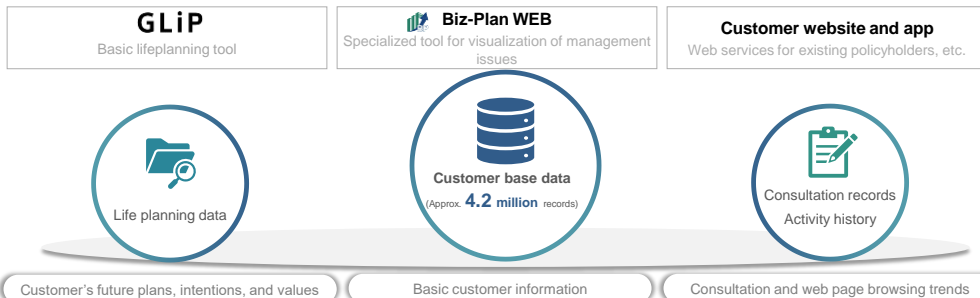 GLiP
Basic lifeplanning tool
Biz-Plan WEB
Specialized tool for visualization of management
issues
Customer website and app
Web services for existing policyholders, etc.
Life planning data
Customer base data
(Approx. 4.2 million records)
Consultation records
Activity history
Customer's future plans, intentions, and values
Basic customer information
Consultation and web page browsing trends